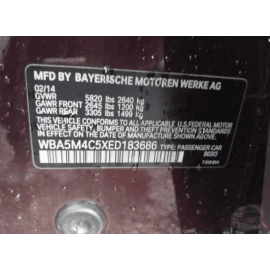 MFD BY BAYERISCHE MOTOREN WERKE AG
02/14
GVWR 5820 lbs 2640 kg
GAWR FRONT 2645 lbs 1200 kg
GAWR REAR 3305 lbs 1499 kg
THIS VEHICLE CONFORMS TO ALL APPLICABLE U.S. FEDERAL MOTOR
VEHICLE SAFETY, BUMPER, AND THEFT PREVENTION STANDARDS IN
EFFECT ON THE DATE OF MANUFACTURE SHOWN ABOVE.
WBA5M4C5XED183686 TYPE: PASSENGER CAR